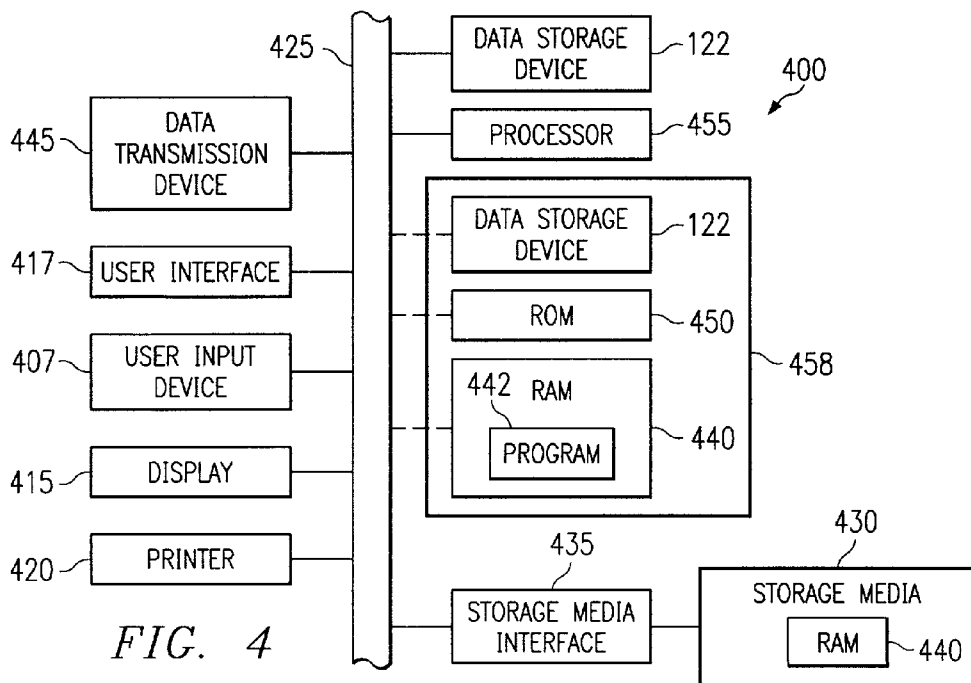 425
DATA STORAGE
DEVICE
122
400
445
DATA
TRANSMISSION
DEVICE
PROCESSOR
455
417
USER INTERFACE
DATA STORAGE
DEVICE
122
ROM
450
458
407
USER INPUT
DEVICE
RAM
442
PROGRAM
440
415
DISPLAY
420
PRINTER
435
STORAGE MEDIA
INTERFACE
430
STORAGE MEDIA
RAM
440
FIG. 4